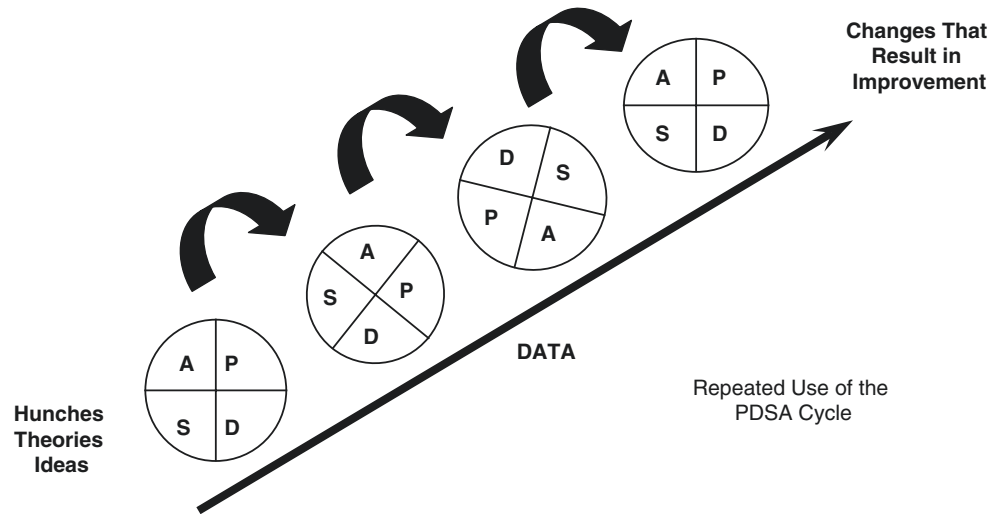 Changes That
Result in
Improvement
A P
S D
D S
P A
A
S P
D
A P
S D
DATA
Repeated Use of the
PDSA Cycle
Hunches
Theories
Ideas